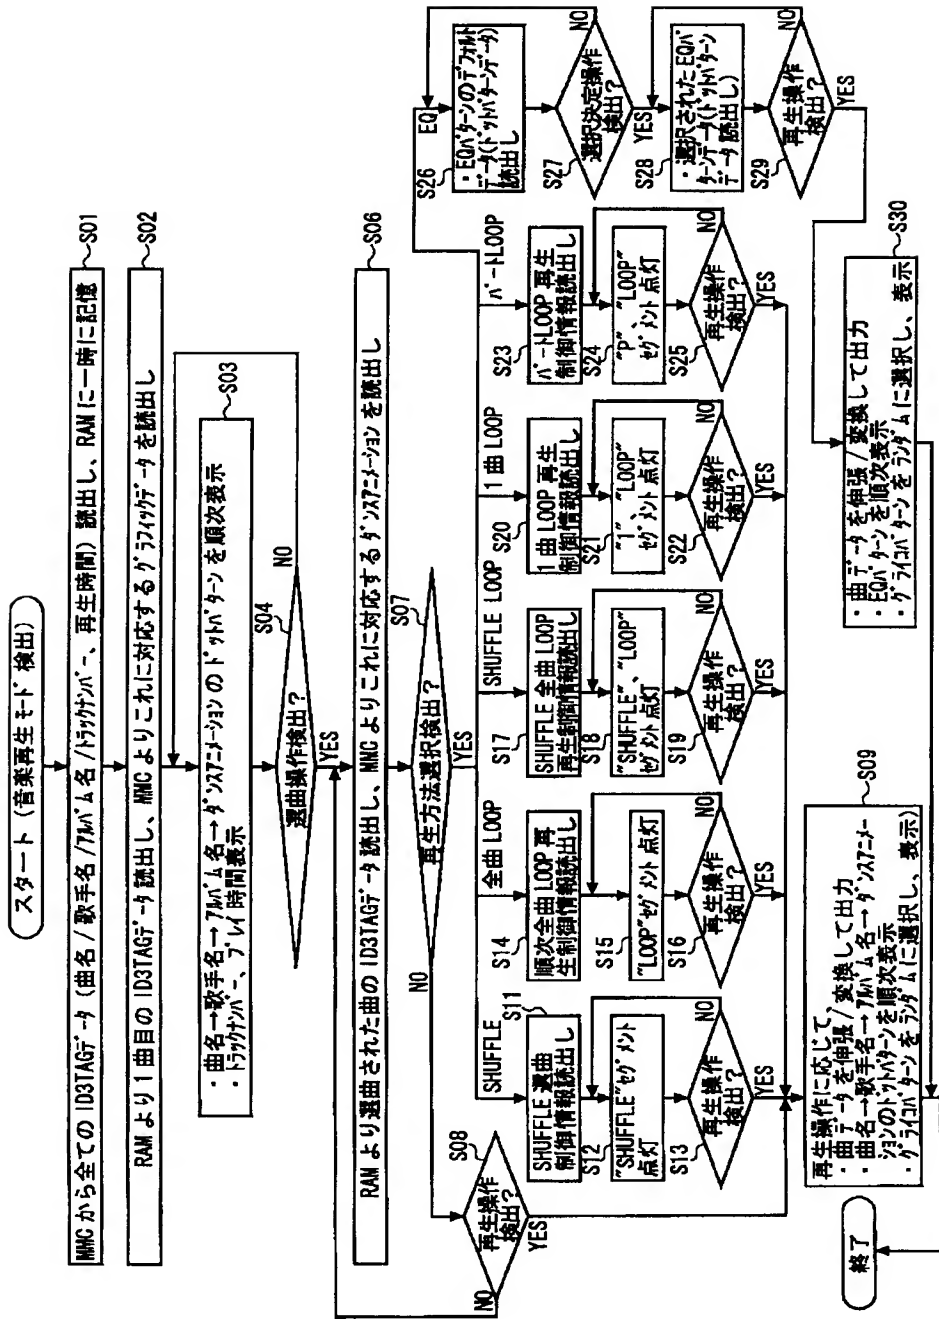 スタート (音楽再生モード検出)
MMCから全てのID3TAGデータ (曲名/歌手名/アルバム名/トラックナンバー、再生時間) 読出し、RAMに一時に記憶
S01
RAMより1曲目のID3TAGデータ読出し、MMCよりこれに対応するグラフィックデータを読出し
S02
・曲名→歌手名→アルバム名→ダンスアニメーションのドットパターンを順次表示
・トラックナンバー、プレイ時間表示
S03
選曲操作検出?
S04
NO
YES
RAMより選曲された曲のID3TAGデータ読出し、MMCよりこれに対応するダンスアニメーションを読出し
S06
再生方法選択検出?
S07
NO
YES
再生操作
検出?
S08
NO
YES
SHUFFLE
S11
SHUFFLE 選曲
制御情報読出し
S12
"SHUFFLE"セグメント
点灯
S13
再生操作
検出?
NO
YES
全曲LOOP
S14
順次全曲LOOP再
生制御情報読出し
S15
"LOOP"セグメント点灯
S16
再生操作
検出?
NO
YES
SHUFFLE LOOP
S17
SHUFFLE 全曲LOOP
再生制御情報読出し
S18
"SHUFFLE"、"LOOP"
セグメント点灯
S19
再生操作
検出?
NO
YES
1曲LOOP
S20
1曲LOOP再生
制御情報読出し
S21
"1"、"LOOP"
セグメント点灯
S22
再生操作
検出?
NO
YES
パートLOOP
S23
パートLOOP再生
制御情報読出し
S24
"P"、"LOOP"
セグメント点灯
S25
再生操作
検出?
NO
YES
EQ
S26
・EQパターンのデフォルト
データ(ドットパターンデータ)
読出し
S27
選択決定操作
検出?
NO
YES
S28
・選択されたEQパ
ターンデータ(ドットパターン
データ読出し)
S29
再生操作
検出?
NO
YES
再生操作に応じて、
・曲データを伸張/変換して出力
・曲名→歌手名→アルバム名→ダンスアニメー
ションのドットパターンを順次表示
・グライコパターンをランダムに選択し、表示)
S09
・曲データを伸張/変換して出力
EQパターンを順次表示
・グライコパターンをランダムに選択し、表示
S30
終了